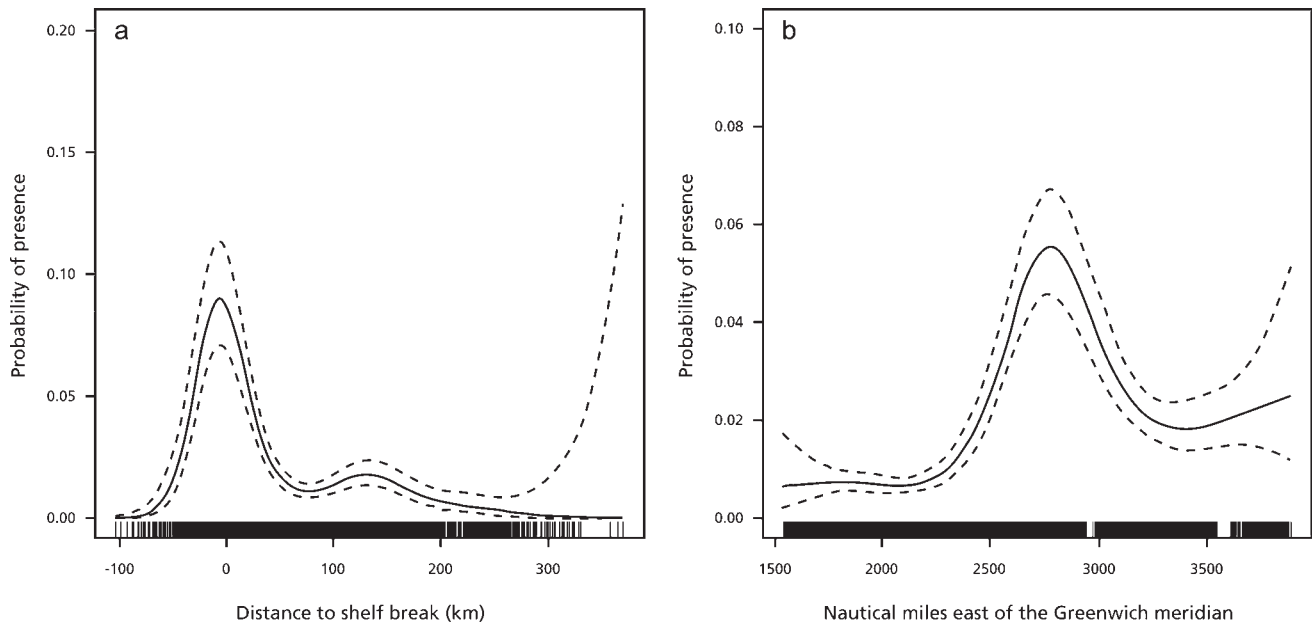 a
0.20
0.15
0.10
0.05
0.00
Probability of presence
-100 0 100 200 300
Distance to shelf break (km)
b
0.10
0.08
0.06
0.04
0.02
0.00
Probability of presence
1500 2000 2500 3000 3500
Nautical miles east of the Greenwich meridian